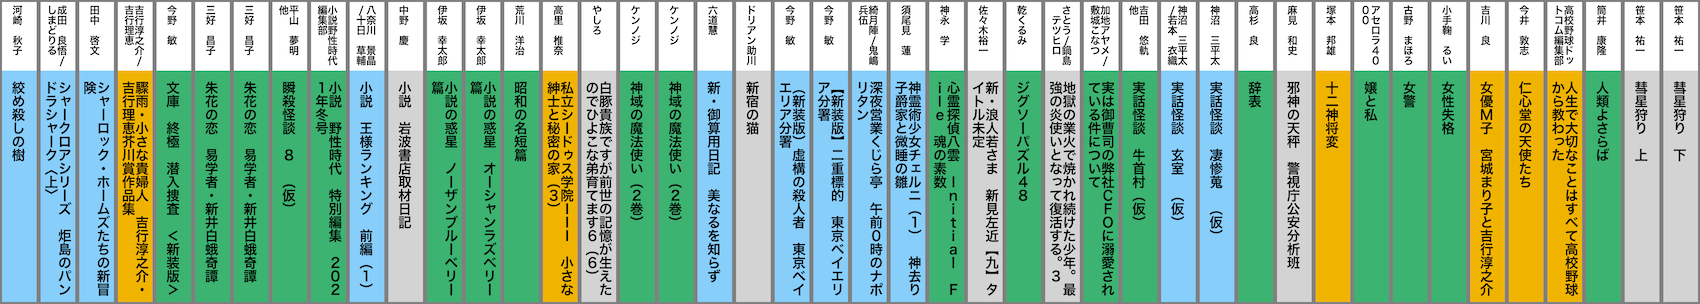 笹本 祐一
彗星狩り 下
笹本 祐一
彗星狩り 上
筒井 康隆
人類よさらば
高校野球ドッ
トコム編集部
人生で大切なことはすべて高校野球
から教わった
今井 敦志
仁心堂の天使たち
吉川 良
女優Ｍ子 宮城まり子と吉行淳之介
小手鞠 るい
女性失格
古野 まほろ
女警
アセロラ４０
００
嬢と私
塚本 邦雄
十二神将変
麻見 和史
邪神の天秤 警視庁公安分析班
高杉 良
辞表
神沼 三平太
実話怪談 凄惨蒐 （仮）
神沼 三平太
/若本 衣織
実話怪談 玄室 （仮）
吉田 悠軌
他
実話怪談 牛首村（仮）
加地アヤメ/
敷城こなつ
実は御曹司の弊社ＣＦＯに溺愛され
ている件について
さとう/鍋島
テツヒロ
地獄の業火で焼かれ続けた少年。最
強の炎使いとなって復活する。３
乾くるみ
ジグソーパズル４８
佐々木裕一
新・浪人若さま 新見左近【九】タ
イトル未定
神永 学
心霊探偵八雲 Ｉｎｉｔｉａｌ Ｆ
ｉｌｅ 魂の素数
須尾見 蓮
神霊術少女チェルニ（１） 神去り
子爵家と微睡の雛
綺月陣/鬼嶋
兵伍
深夜営業くじら亭 午前０時のナポ
リタン
今野 敏
【新装版】二重標的 東京ベイエリ
ア分署
今野 敏
（新装版）虚構の殺人者 東京ベイ
エリア分署
ドリアン助川
新宿の猫
六道慧
新・御算用日記 美なるを知らず
ケンノジ
神域の魔法使い（２巻）
ケンノジ
神域の魔法使い（２巻）
やしろ
白豚貴族ですが前世の記憶が生えた
のでひよこな弟育てます６（６）
高里 椎奈
私立シードゥス学院ーーー 小さな
紳士と秘密の家（３）
荒川 洋治
昭和の名短篇
伊坂 幸太郎
小説の惑星 オーシャンラズベリー
篇
伊坂 幸太郎
小説の惑星 ノーザンブルーベリー
篇
中野 慶
小説 岩波書店取材日記
八奈川 景晶
/十日 草輔
小説 王様ランキング 前編（１）
小説野性時代
編集部
小説 野性時代 特別編集 ２０２
１年冬号
平山 夢明
他
瞬殺怪談 ８ （仮）
三好 昌子
朱花の恋 易学者・新井白蛾奇譚
三好 昌子
朱花の恋 易学者・新井白蛾奇譚
今野 敏
文庫 終極 潜入捜査 ＜新装版＞
吉行淳之介/
吉行理恵
驟雨・小さな貴婦人 吉行淳之介・
吉行理恵芥川賞作品集
田中 啓文
シャーロック・ホームズたちの新冒
険
成田 良悟/
しまどりる
シャークロアシリーズ 炬島のパン
ドラシャーク〈上〉
河﨑 秋子
絞め殺しの樹